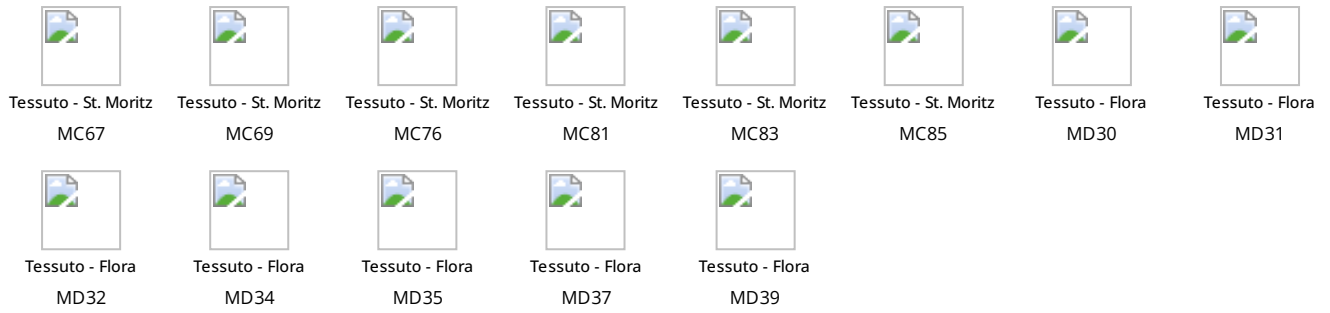 Tessuto - St. Moritz Tessuto - St. Moritz Tessuto - St. Moritz Tessuto - St. Moritz Tessuto - St. Moritz Tessuto - St. Moritz Tessuto - Flora Tessuto - Flora
MC67 MC69 MC76 MC81 MC83 MC85 MD30 MD31
Tessuto - Flora Tessuto - Flora Tessuto - Flora Tessuto - Flora Tessuto - Flora
MD32 MD34 MD35 MD37 MD39